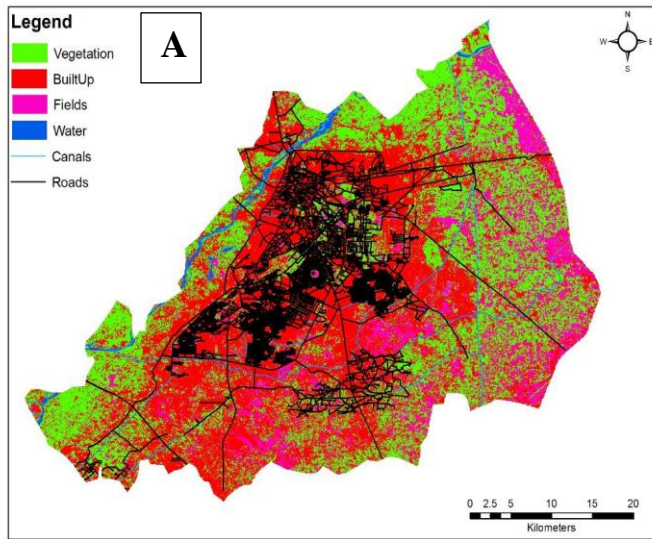 Legend
A
Vegetation
BuiltUp
Fields
Water
Canals
Roads
N
W E
S
0 2.5 5 10 15 20
Kilometers